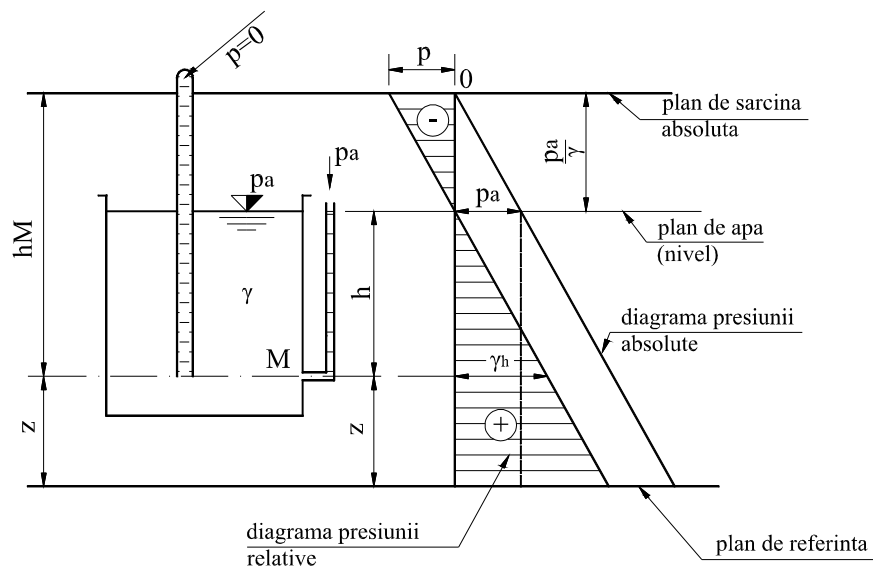 p=0
p
0
plan de sarcina
absoluta
-
pa
γ
pa
pa
pa
plan de apa
(nivel)
hM
γ
h
diagrama presiunii
absolute
M
γh
z
z
+
diagrama presiunii
relative
plan de referinta